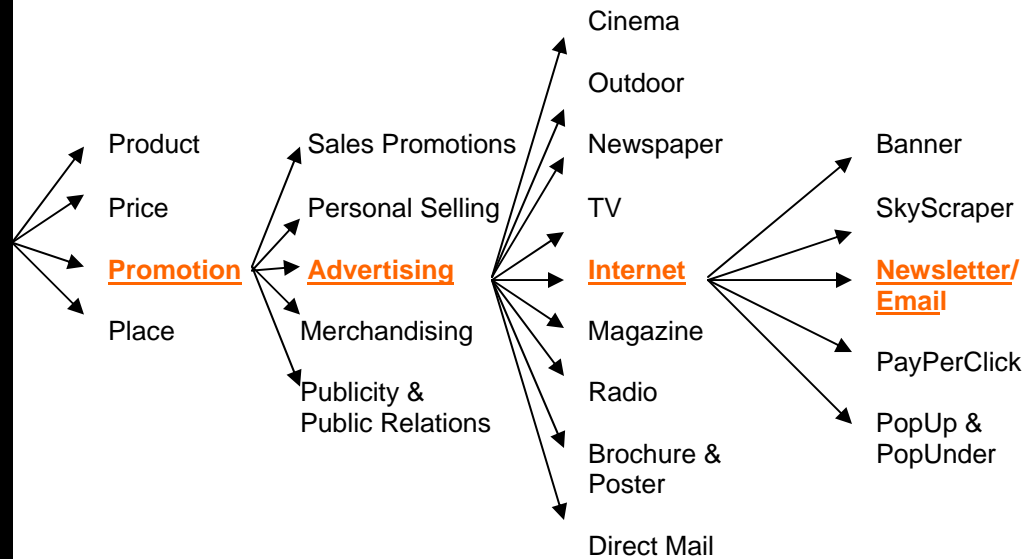 Product
Price
Promotion
Place
Sales Promotions
Personal Selling
Advertising
Merchandising
Publicity &
Public Relations
Cinema
Outdoor
Newspaper
TV
Internet
Magazine
Radio
Brochure &
Poster
Direct Mail
Banner
SkyScraper
Newsletter/
Email
PayPerClick
PopUp &
PopUnder